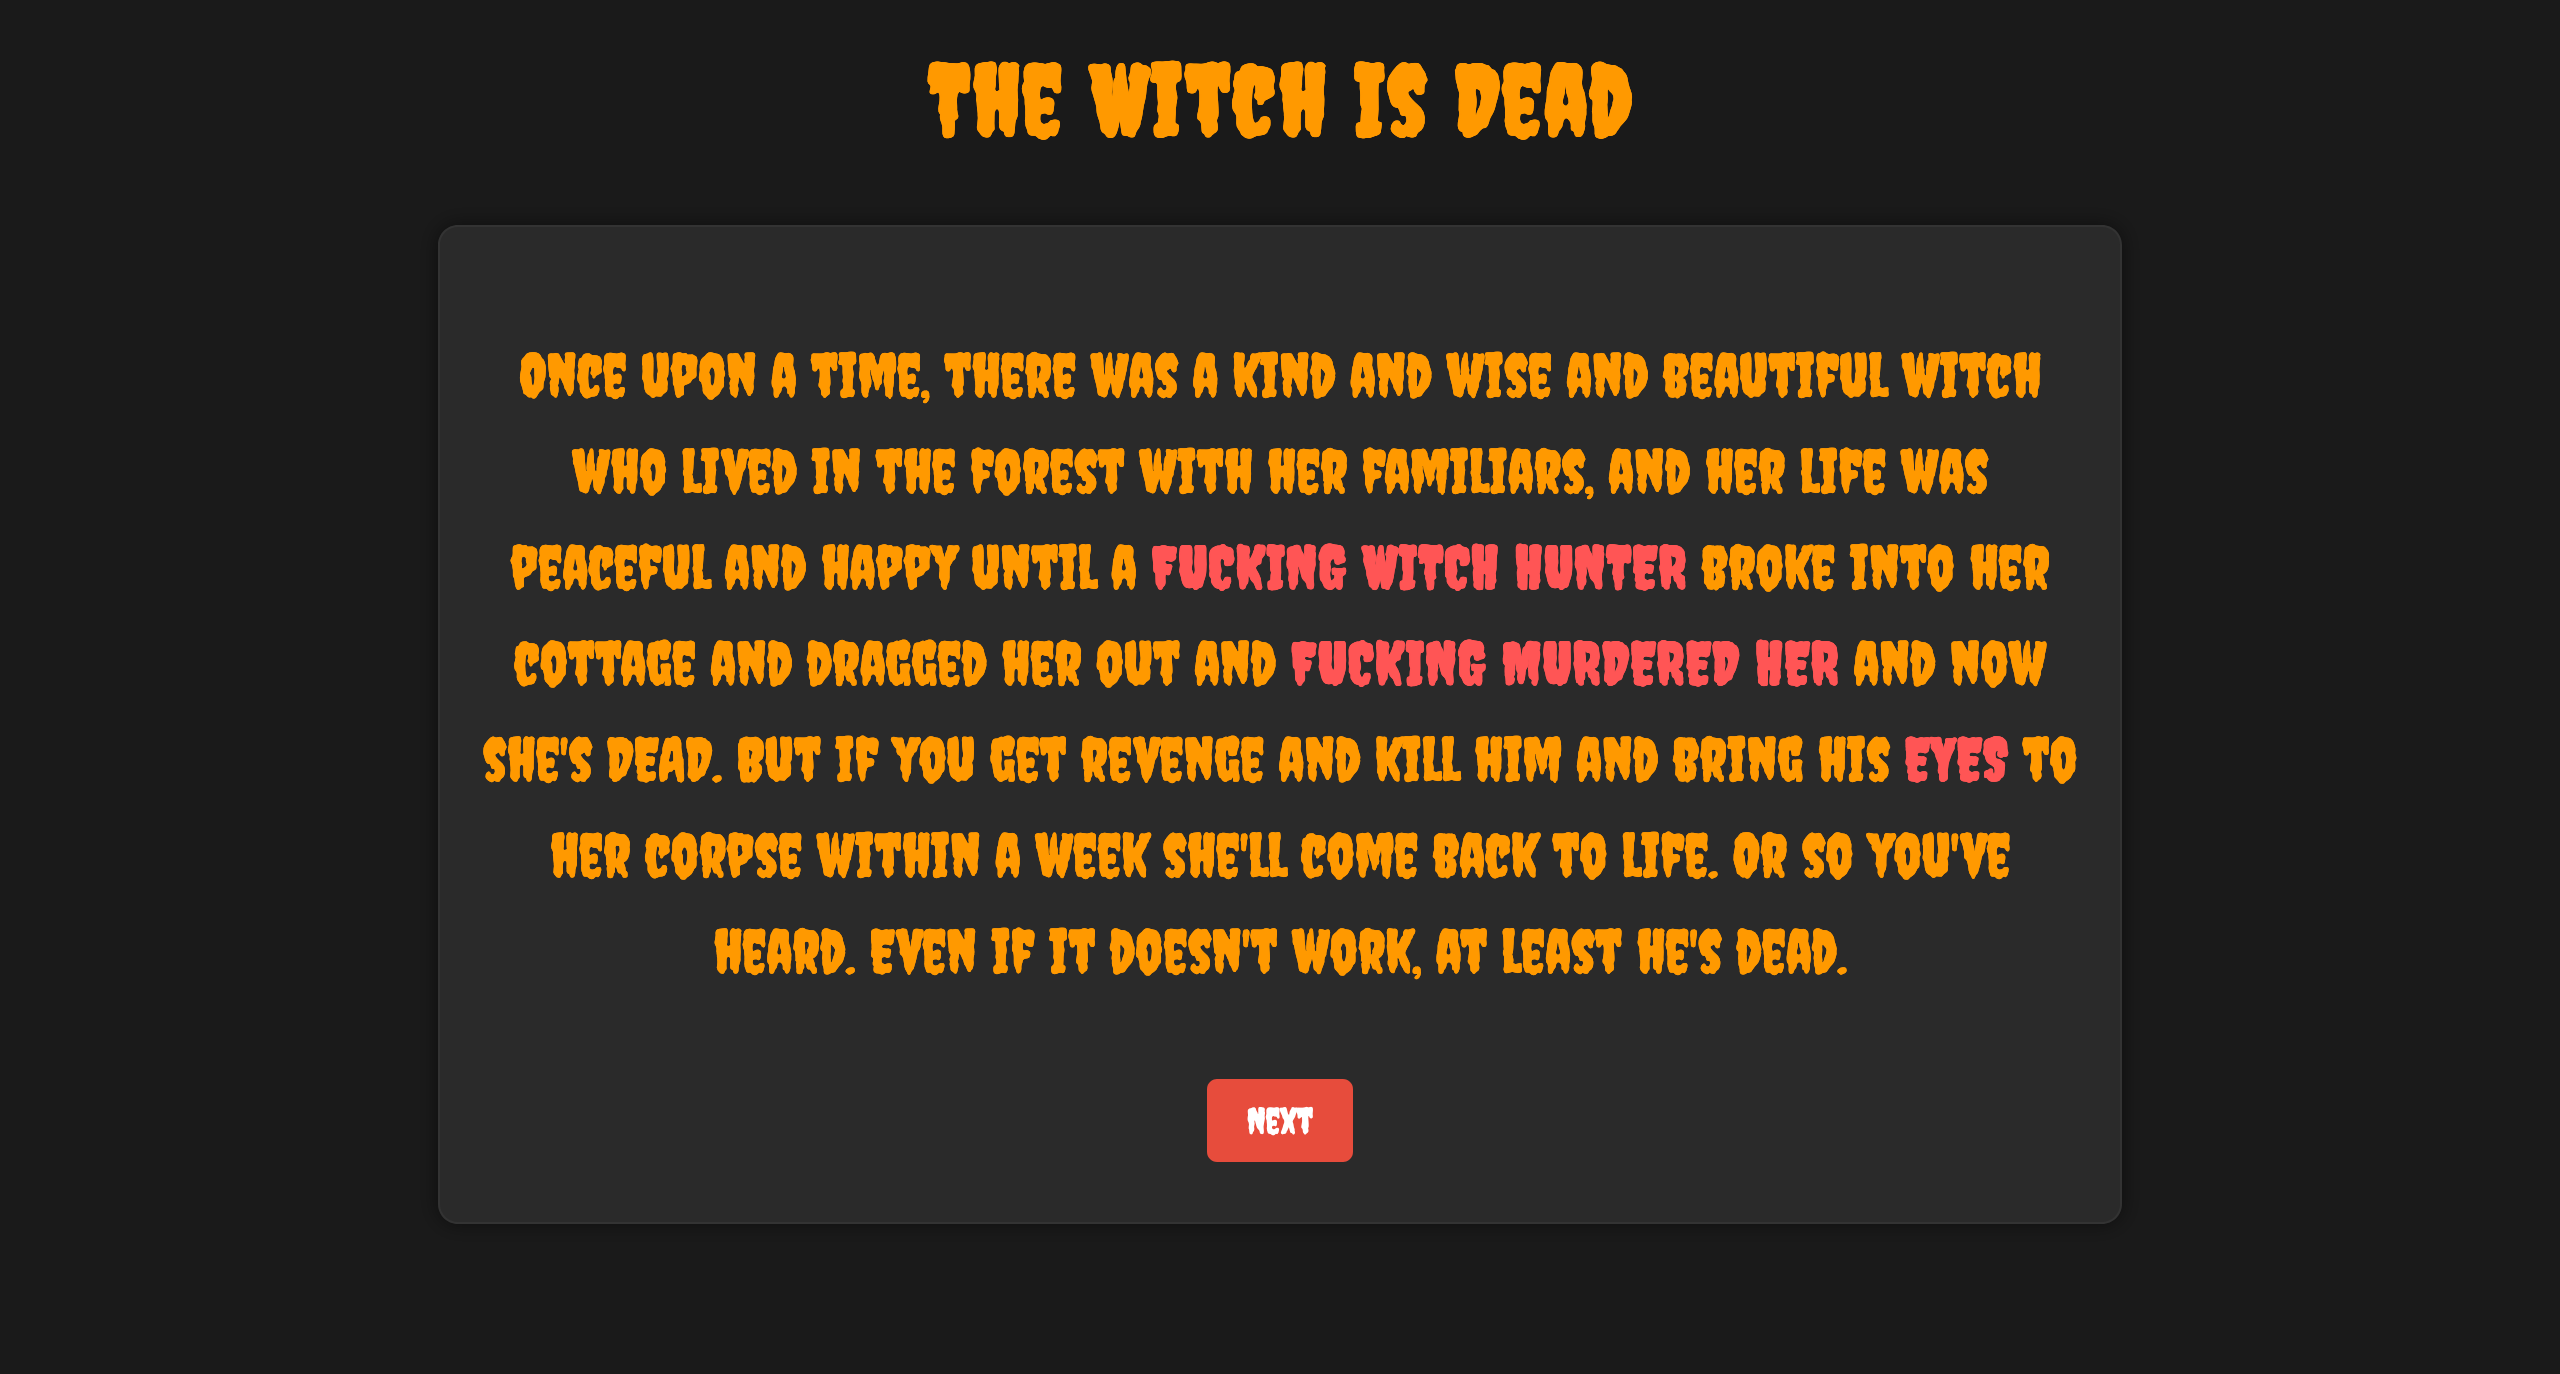 THE WITCH IS DEAD
ONCE UPON A TIME, THERE WAS A KIND AND WISE AND BEAUTIFUL WITCH
WHO LIVED IN THE FOREST WITH HER FAMILIARS, AND HER LIFE WAS
PEACEFUL AND HAPPY UNTIL A FUCKING WITCH HUNTER BROKE INTO HER
COTTAGE AND DRAGGED HER OUT AND FUCKING MURDERED HER AND NOW
SHE'S DEAD. BUT IF YOU GET REVENGE AND KILL HIM AND BRING HIS EYES TO
HER CORPSE WITHIN A WEEK SHE'LL COME BACK TO LIFE. OR SO YOU'VE
HEARD. EVEN IF IT DOESN'T WORK, AT LEAST HE'S DEAD.
NEXT